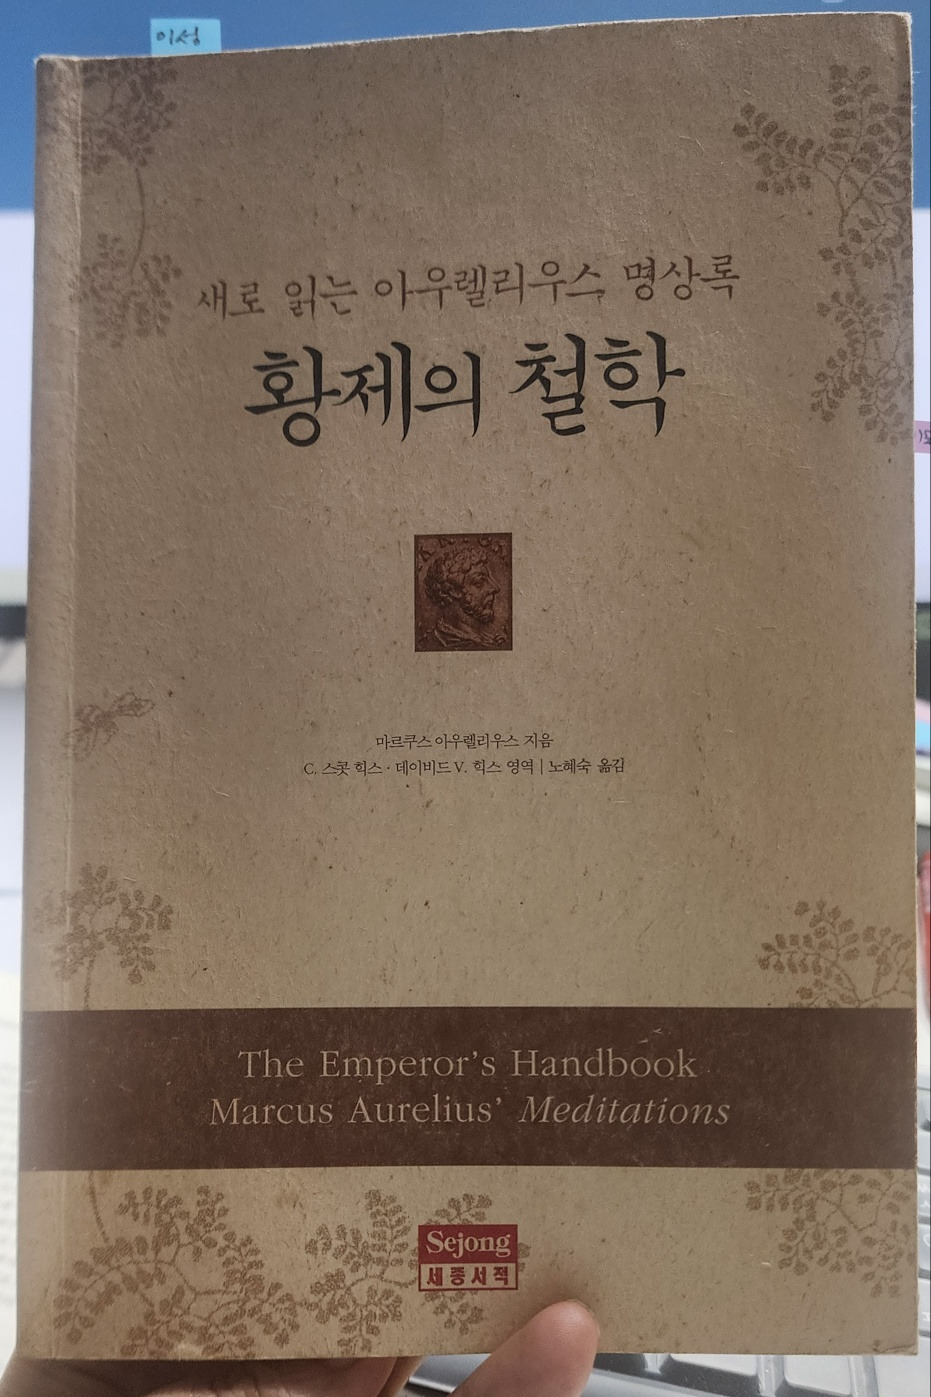 이성
새로 읽는 아우렐리우스 명상록
황제의 철학
마르쿠스 아우렐리우스 지음
C. 스콧 힉스 · 데이비드 V. 힉스 영역 | 노혜숙 옮김
The Emperor's Handbook
Marcus Aurelius' Meditations
Sejong
세종서적